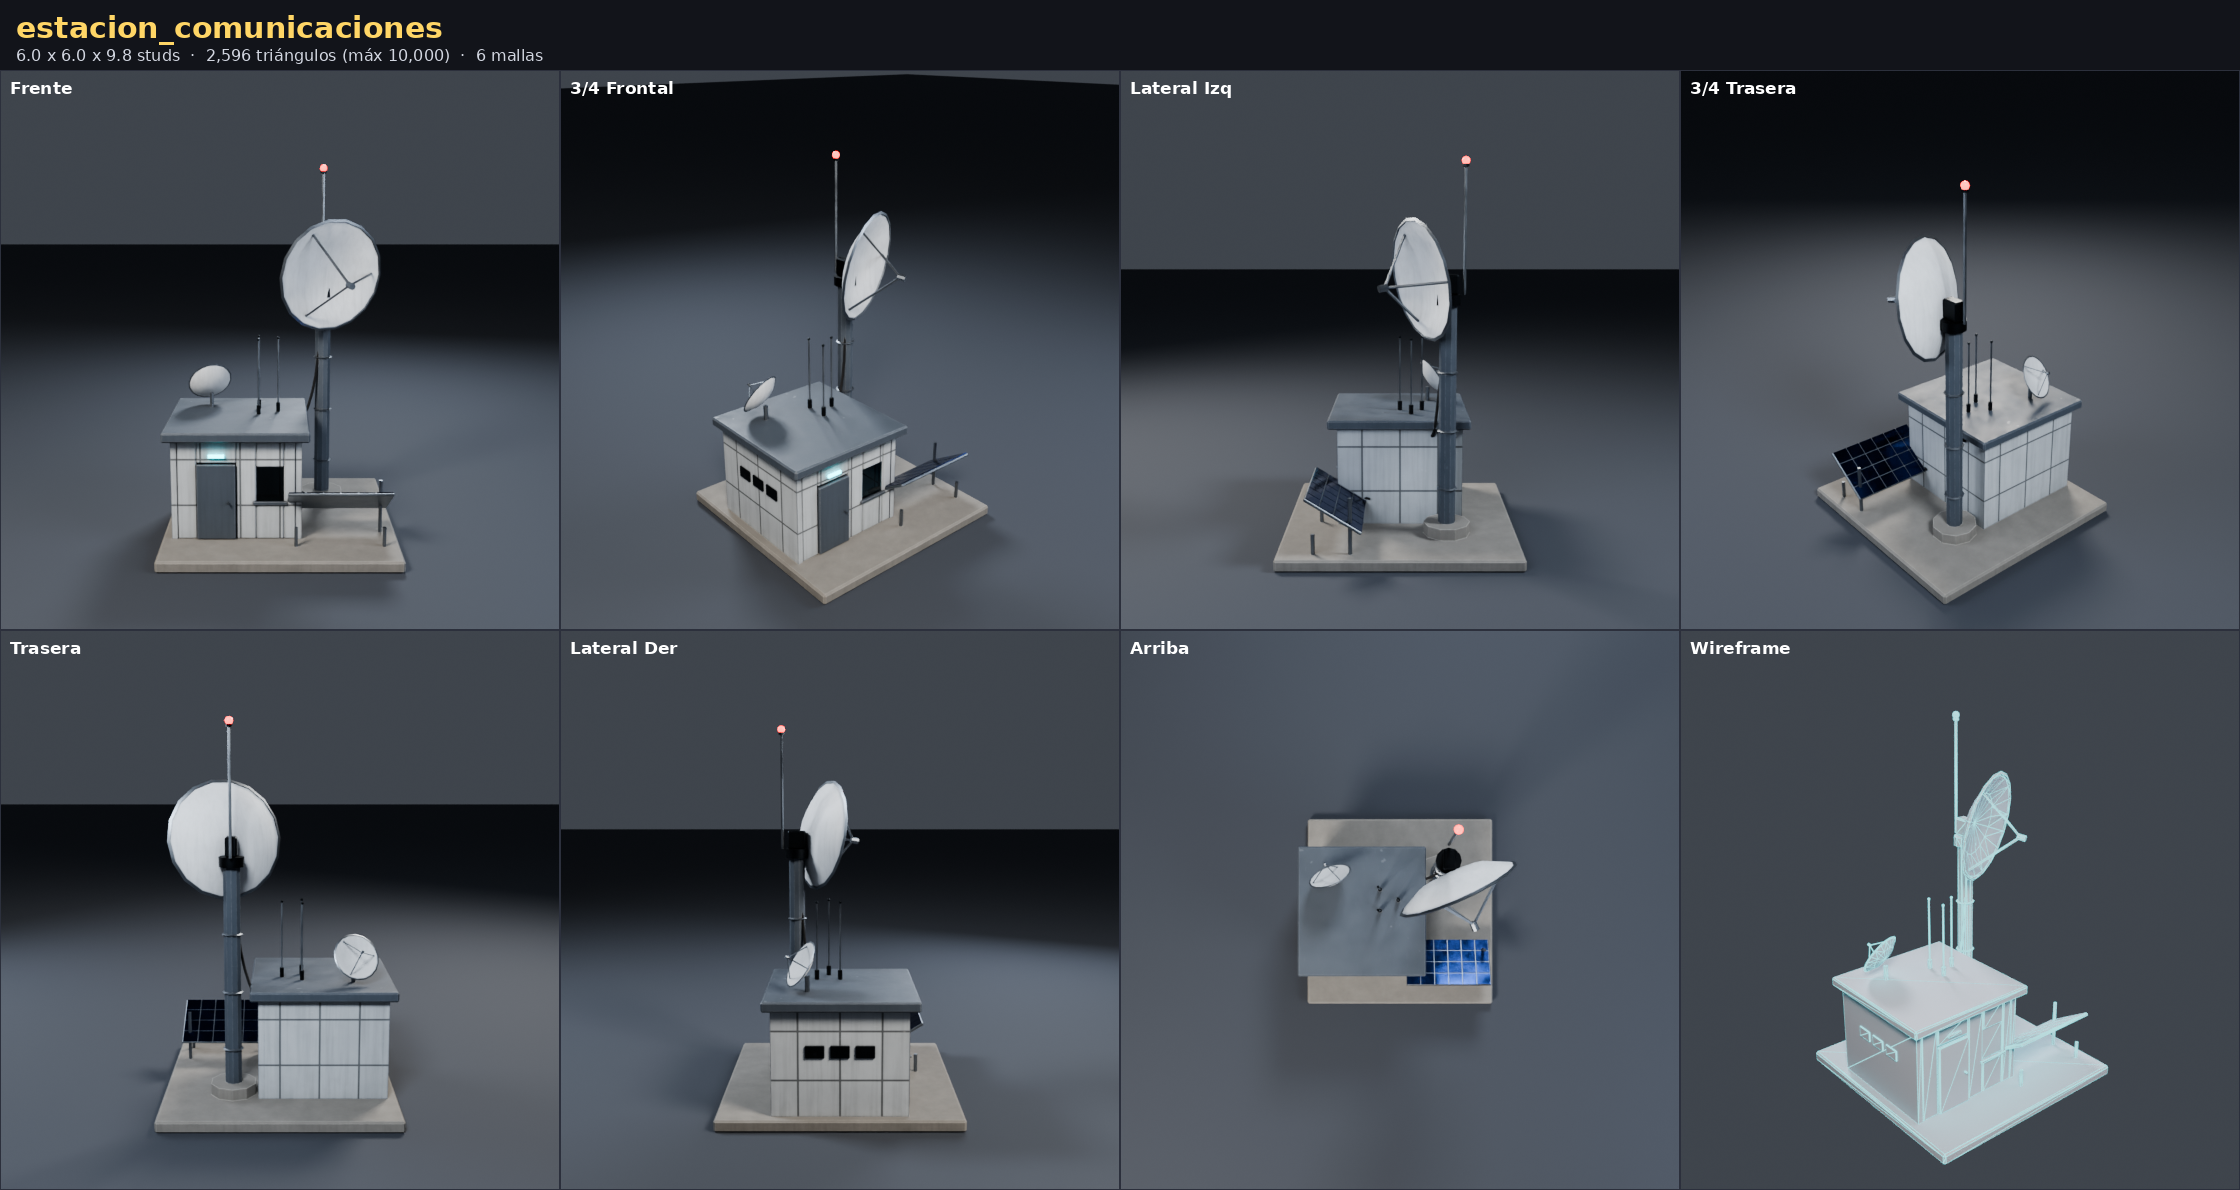 estacion_comunicaciones
6.0 x 6.0 x 9.8 studs · 2,596 triángulos (máx 10,000) · 6 mallas
Frente
3/4 Frontal
Lateral Izq
3/4 Trasera
Trasera
Lateral Der
Arriba
Wireframe